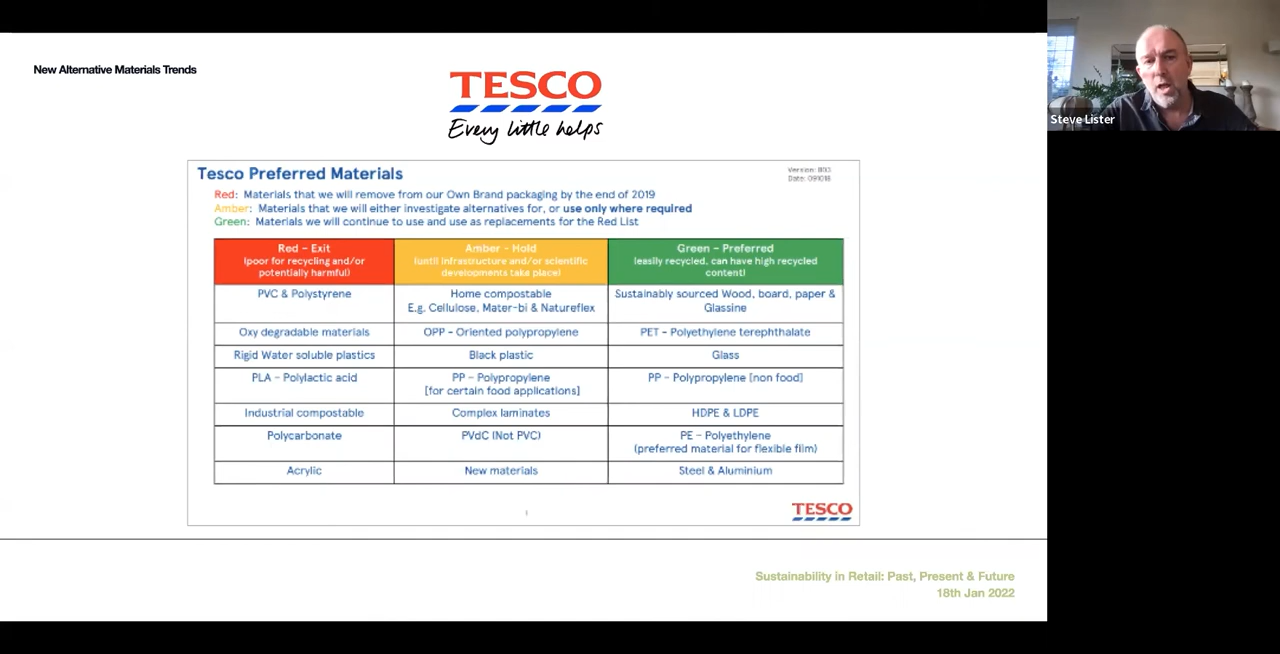 New Alternative Materials Trends
TESCO
Every little helps
Steve Lister
Tesco Preferred Materials
Date: 091018
Red: Materials that we will remove from our Own Brand packaging by the end of 2019
Amber: Materials that we will either investigate alternatives for, or use only where required
Green: Materials we will continue to use and use as replacements for the Red List
Red – Exit
(poor for recycling and/or
potentially harmful)
Amber - Hold
(until infrastructure and/or scientific
developments take place)
Green – Preferred
(easily recycled, can have high recycled
content)
PVC & Polystyrene
Home compostable
E.g. Cellulose, Mater-bi & Natureflex
Sustainably sourced Wood, board, paper &
Glassine
Oxy degradable materials
OPP – Oriented polypropylene
PET – Polyethylene terephthalate
Rigid Water soluble plastics
Black plastic
Glass
PLA – Polylactic acid
PP – Polypropylene
[for certain food applications]
PP – Polypropylene [non food]
Industrial compostable
Complex laminates
HDPE & LDPE
Polycarbonate
PVdC (Not PVC)
PE – Polyethylene
(preferred material for flexible film)
Acrylic
New materials
Steel & Aluminium
TESCO
Sustainability in Retail: Past, Present & Future
18th Jan 2022